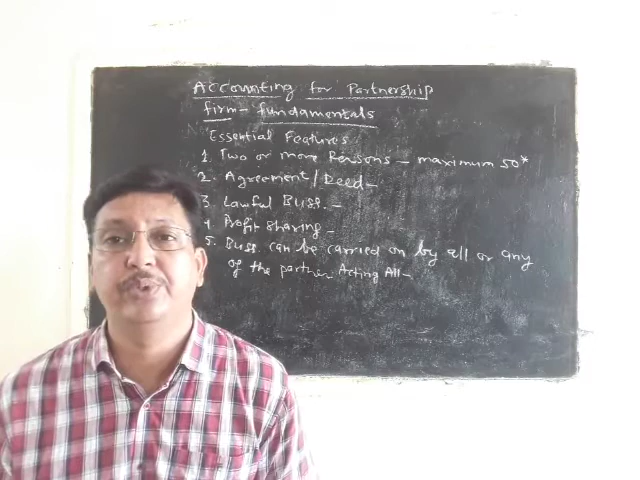 Accounting for Partnership
firm - fundamentals
Essential Features
1. Two or more Persons - maximum 50*
2. Agreement/Deed -
3. Lawful Buss. -
4. Profit sharing -
5. Buss can be carried on by all or any
of the partner Acting All -